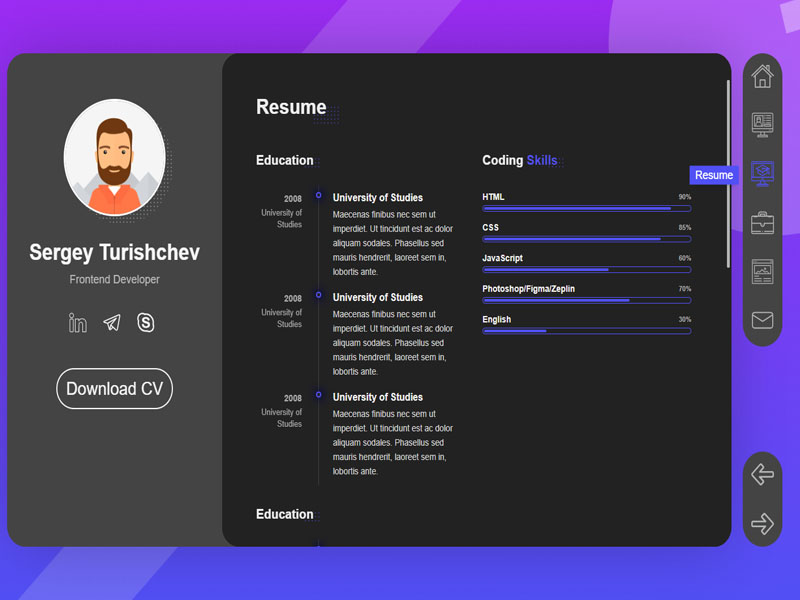 Sergey Turishchev
Frontend Developer
in
S
Download CV
Resume
Education
2008
University of
Studies
University of Studies
Maecenas finibus nec sem ut
imperdiet. Ut tincidunt est ac dolor
aliquam sodales. Phasellus sed
mauris hendrerit, laoreet sem in,
lobortis ante.
2008
University of
Studies
University of Studies
Maecenas finibus nec sem ut
imperdiet. Ut tincidunt est ac dolor
aliquam sodales. Phasellus sed
mauris hendrerit, laoreet sem in,
lobortis ante.
2008
University of
Studies
University of Studies
Maecenas finibus nec sem ut
imperdiet. Ut tincidunt est ac dolor
aliquam sodales. Phasellus sed
mauris hendrerit, laoreet sem in,
lobortis ante.
Education
Coding Skills
HTML 90%
CSS 85%
JavaScript 60%
Photoshop/Figma/Zeplin 70%
English 30%
Resume